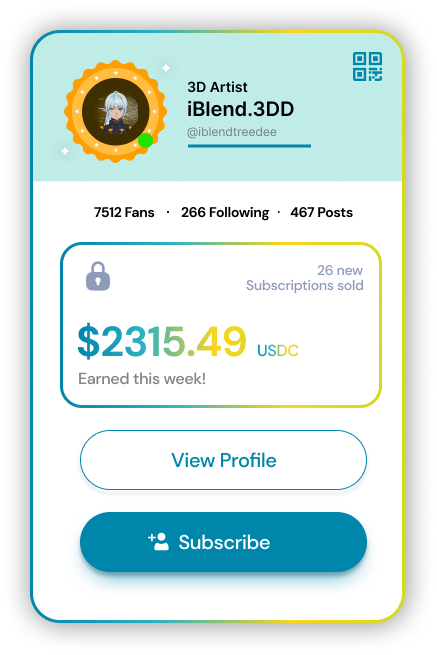 3D Artist
iBlend.3DD
@iblendtreedee
7512 Fans · 266 Following · 467 Posts
26 new
Subscriptions sold
$2315.49 USDC
Earned this week!
View Profile
Subscribe